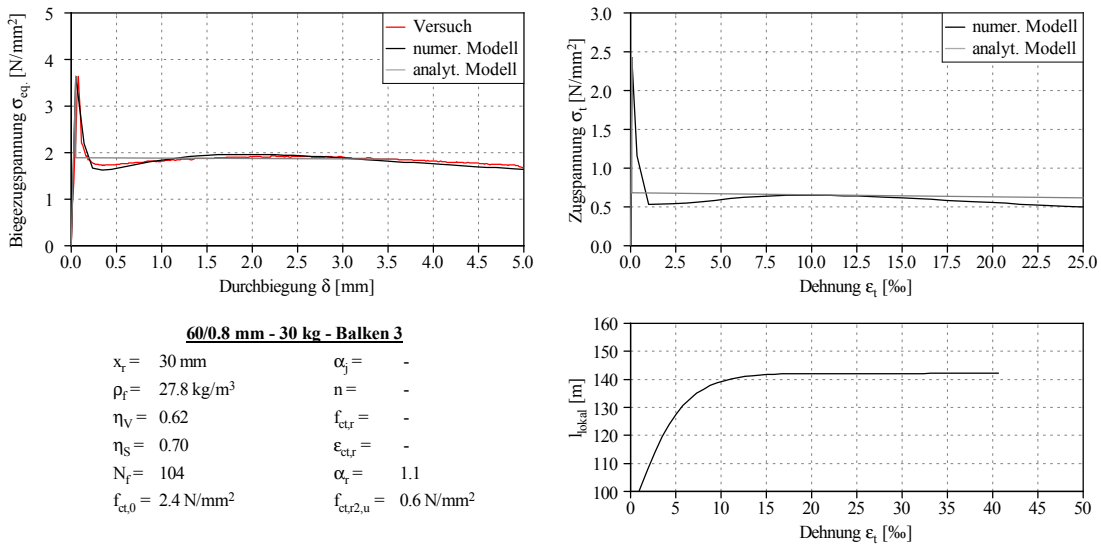 Biegezugspannung σeq. [N/mm²]
5
4
3
2
1
0
Versuch
numer. Modell
analyt. Modell
0.0 0.5 1.0 1.5 2.0 2.5 3.0 3.5 4.0 4.5 5.0
Durchbiegung δ [mm]
Zugspannung σt [N/mm²]
3.0
2.5
2.0
1.5
1.0
0.5
0.0
numer. Modell
analyt. Modell
0.0 2.5 5.0 7.5 10.0 12.5 15.0 17.5 20.0 22.5 25.0
Dehnung εt [‰]
60/0.8 mm - 30 kg - Balken 3
xr = 30 mm αj = -
ρf = 27.8 kg/m³ n = -
ηV = 0.62 fct,r = -
ηS = 0.70 εct,r = -
Nf = 104 αr = 1.1
fct,0 = 2.4 N/mm² fct,r2,u = 0.6 N/mm²
llokal [m]
160
150
140
130
120
110
100
0 5 10 15 20 25 30 35 40 45 50
Dehnung εt [‰]